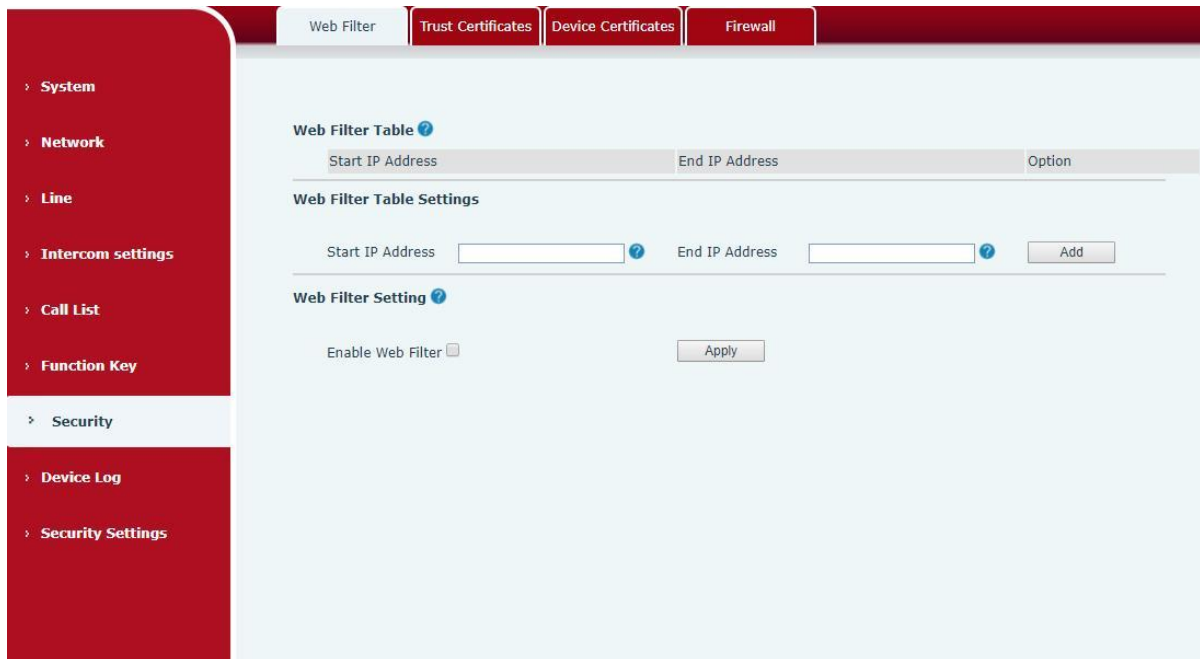 Web Filter Trust Certificates Device Certificates Firewall
System
Network
Line
Intercom settings
Call List
Function Key
Security
Device Log
Security Settings
Web Filter Table
Start IP Address End IP Address Option
Web Filter Table Settings
Start IP Address End IP Address Add
Web Filter Setting
Enable Web Filter Apply